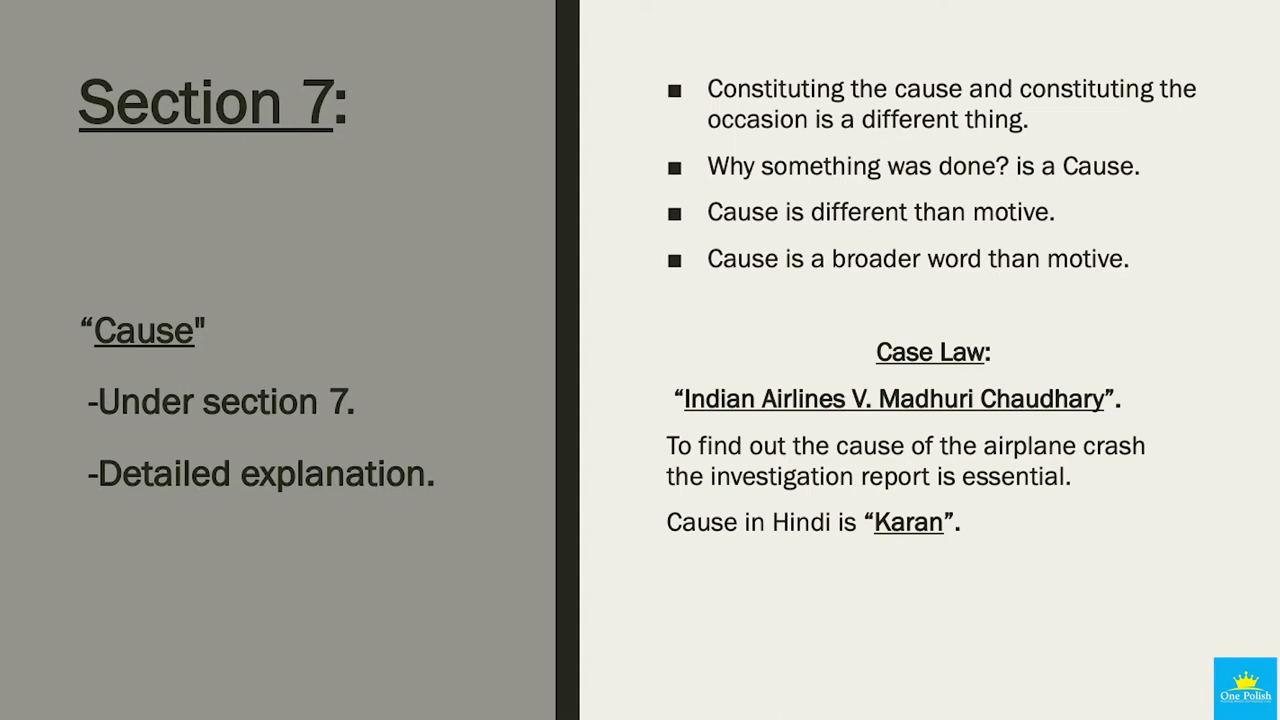 Section 7:
“Cause"
-Under section 7.
-Detailed explanation.
■ Constituting the cause and constituting the
occasion is a different thing.
■ Why something was done? is a Cause.
■ Cause is different than motive.
■ Cause is a broader word than motive.
Case Law:
“Indian Airlines V. Madhuri Chaudhary”.
To find out the cause of the airplane crash
the investigation report is essential.
Cause in Hindi is “Karan”.
One Polish